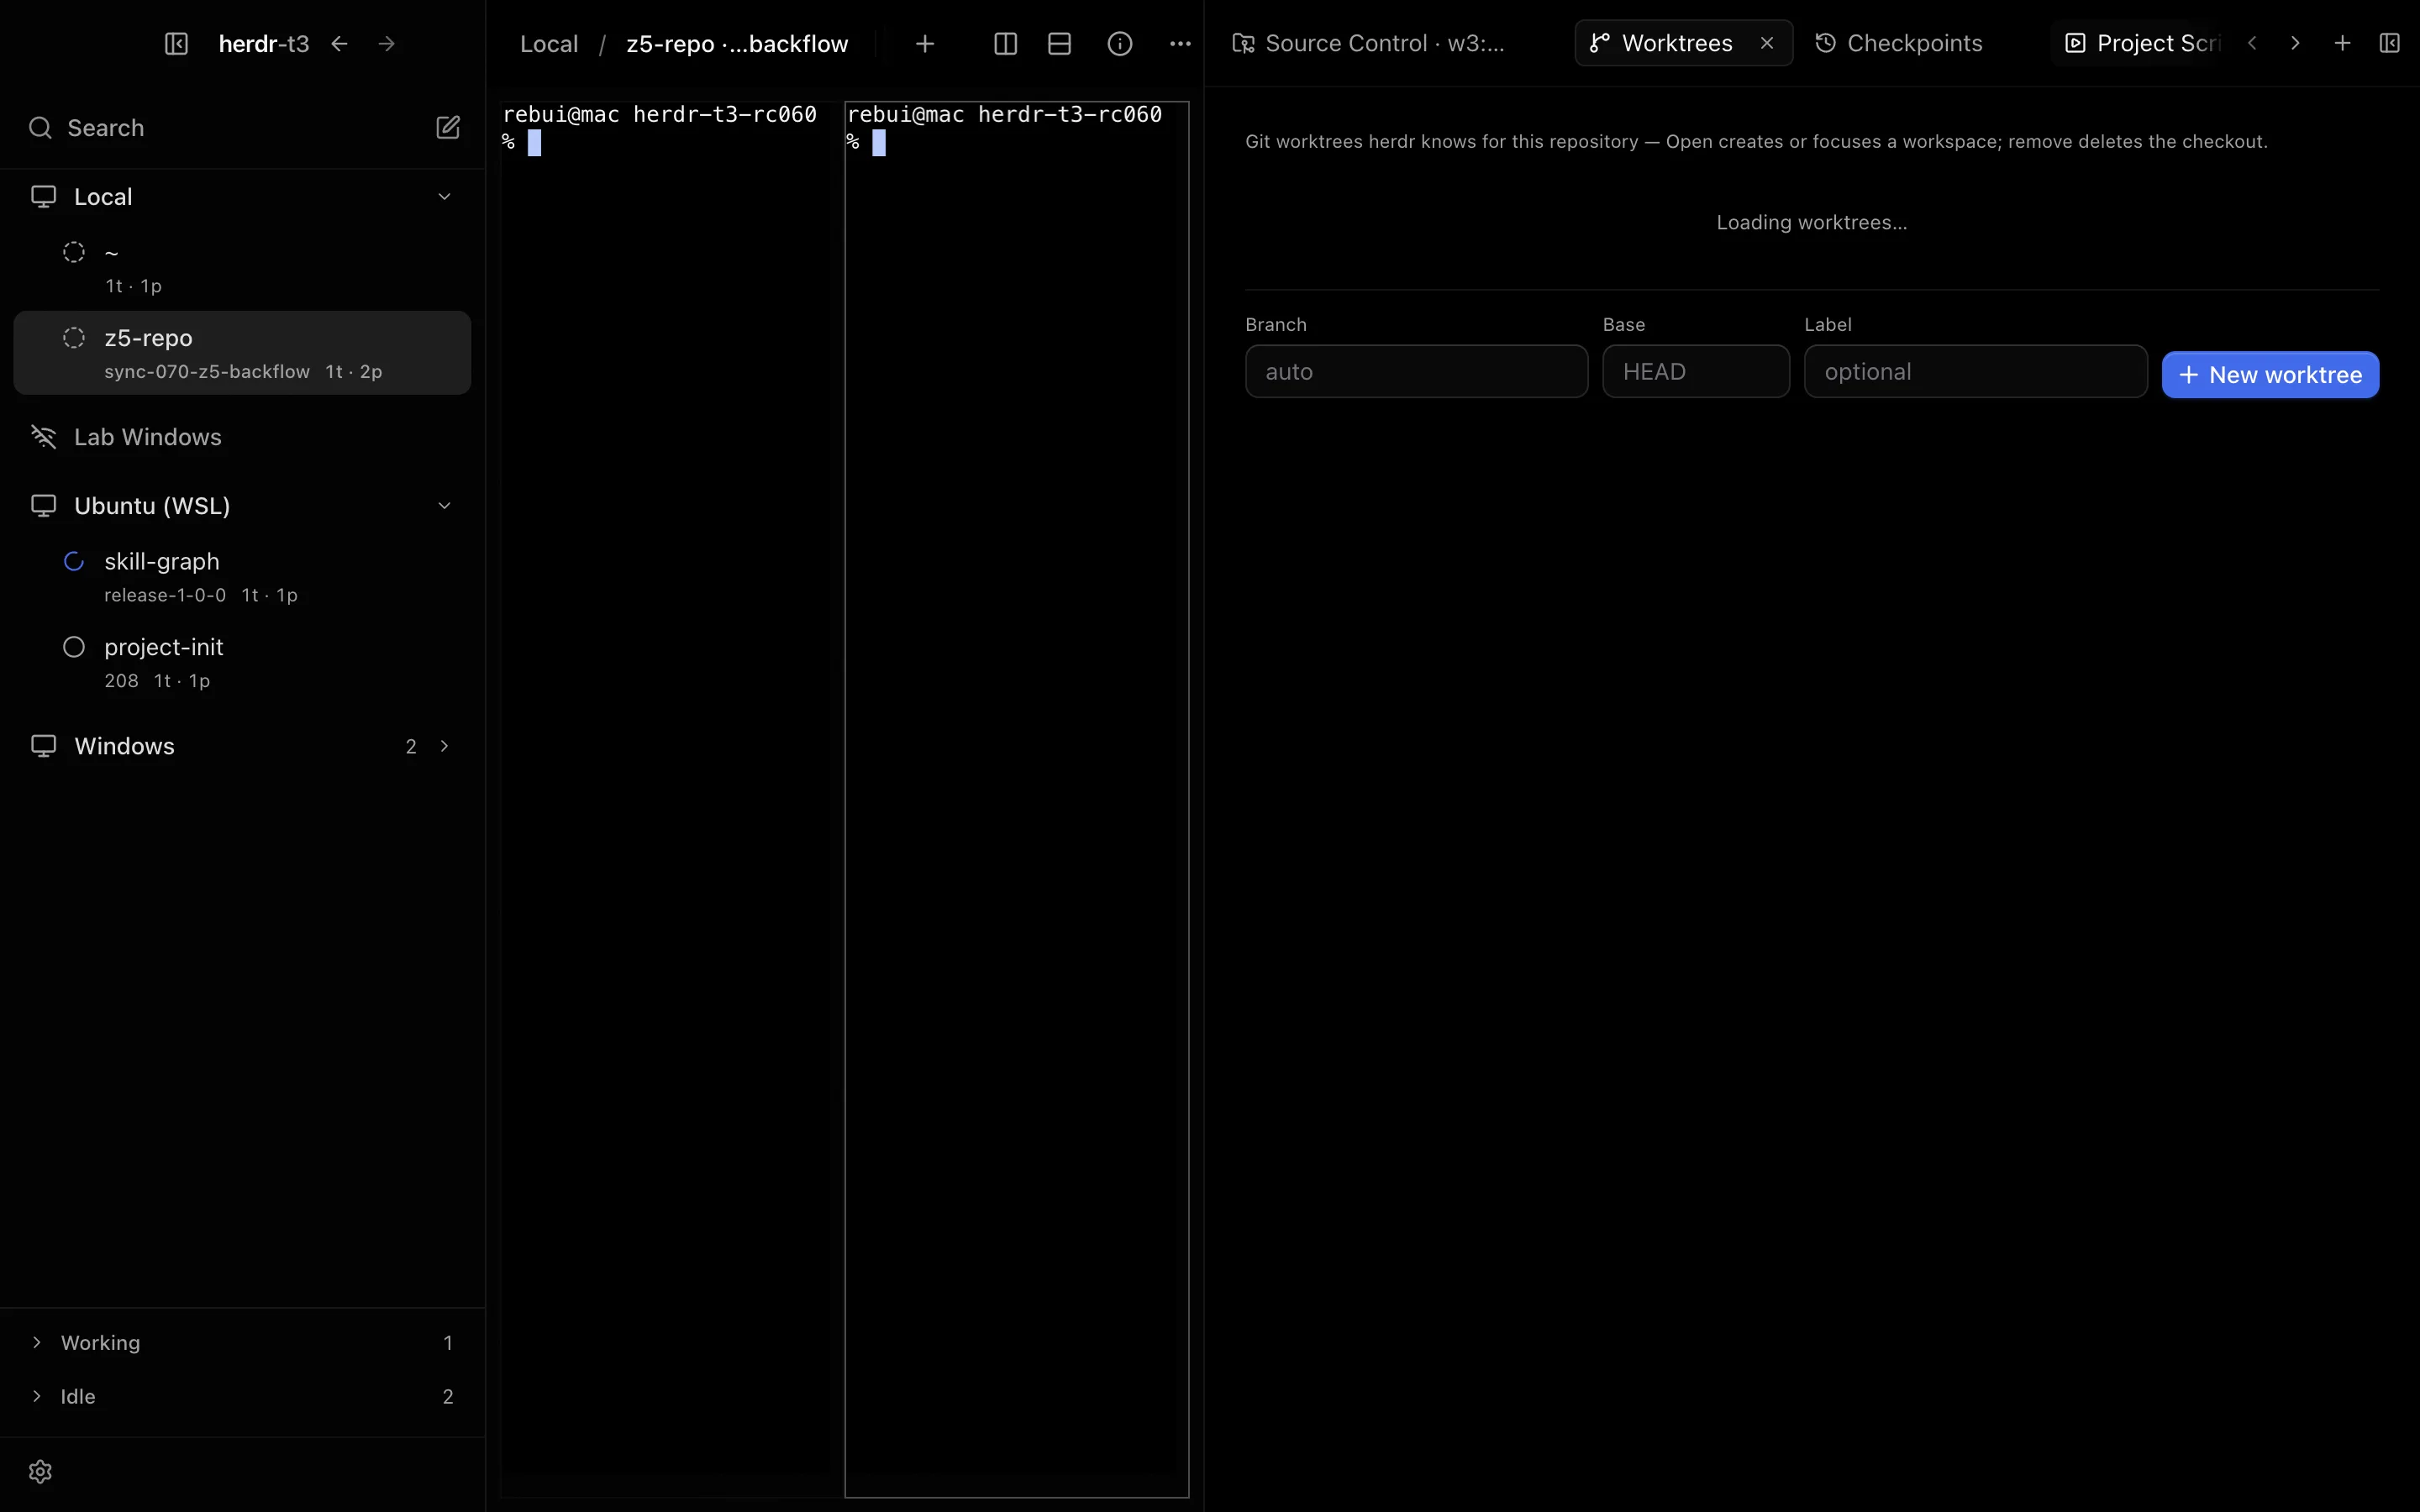 herdr-t3
Search
Local
~
1t · 1p
z5-repo
sync-070-z5-backflow 1t · 2p
Lab Windows
Ubuntu (WSL)
skill-graph
release-1-0-0 1t · 1p
project-init
208 1t · 1p
Windows 2
Working 1
Idle 2
Local / z5-repo ·...backflow
rebui@mac herdr-t3-rc060
%
rebui@mac herdr-t3-rc060
%
Source Control · w3:...
Worktrees
Checkpoints
Project Scri
Git worktrees herdr knows for this repository — Open creates or focuses a workspace; remove deletes the checkout.
Loading worktrees...
Branch Base Label
auto HEAD optional
New worktree